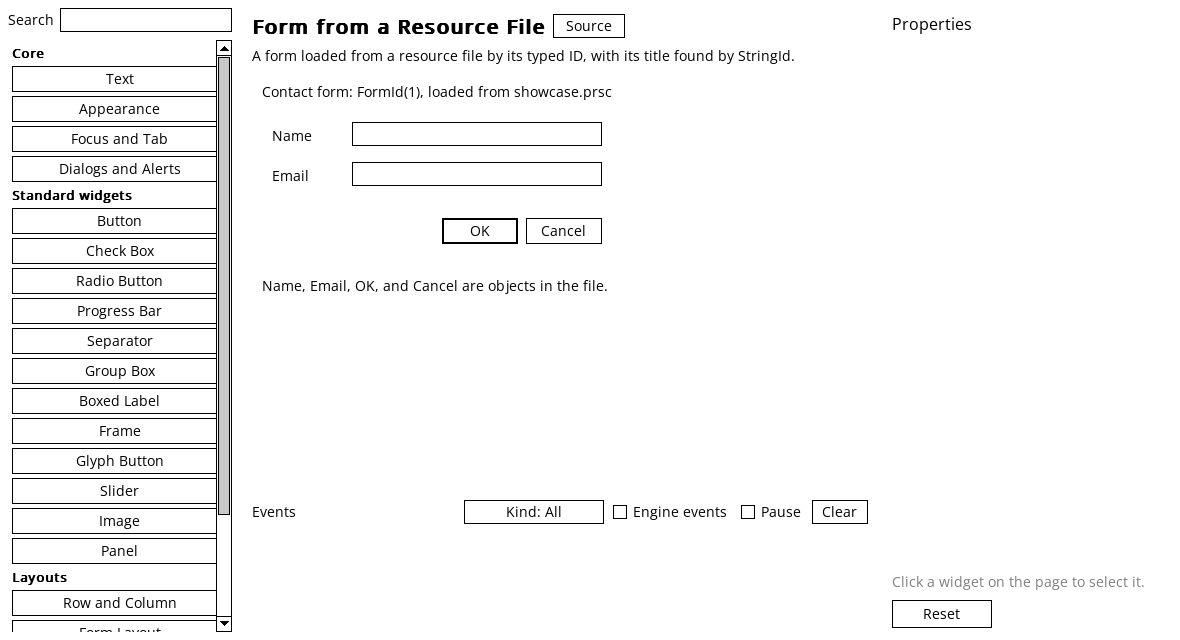 Search
Core
Text
Appearance
Focus and Tab
Dialogs and Alerts
Standard widgets
Button
Check Box
Radio Button
Progress Bar
Separator
Group Box
Boxed Label
Frame
Glyph Button
Slider
Image
Panel
Layouts
Row and Column
Form Layout
Form from a Resource File Source
A form loaded from a resource file by its typed ID, with its title found by StringId.
Contact form: FormId(1), loaded from showcase.prsc
Name
Email
OK Cancel
Name, Email, OK, and Cancel are objects in the file.
Events Kind: All Engine events Pause Clear
Properties
Click a widget on the page to select it.
Reset